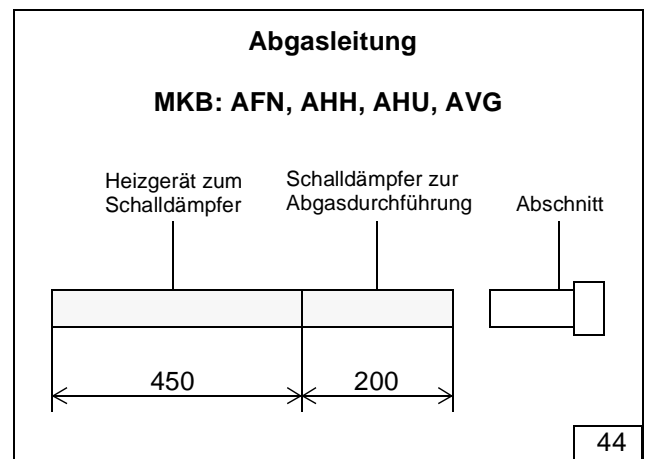 Abgasleitung
MKB: AFN, AHH, AHU, AVG
Heizgerät zum
Schalldämpfer
Schalldämpfer zur
Abgasdurchführung
Abschnitt
450
200
44